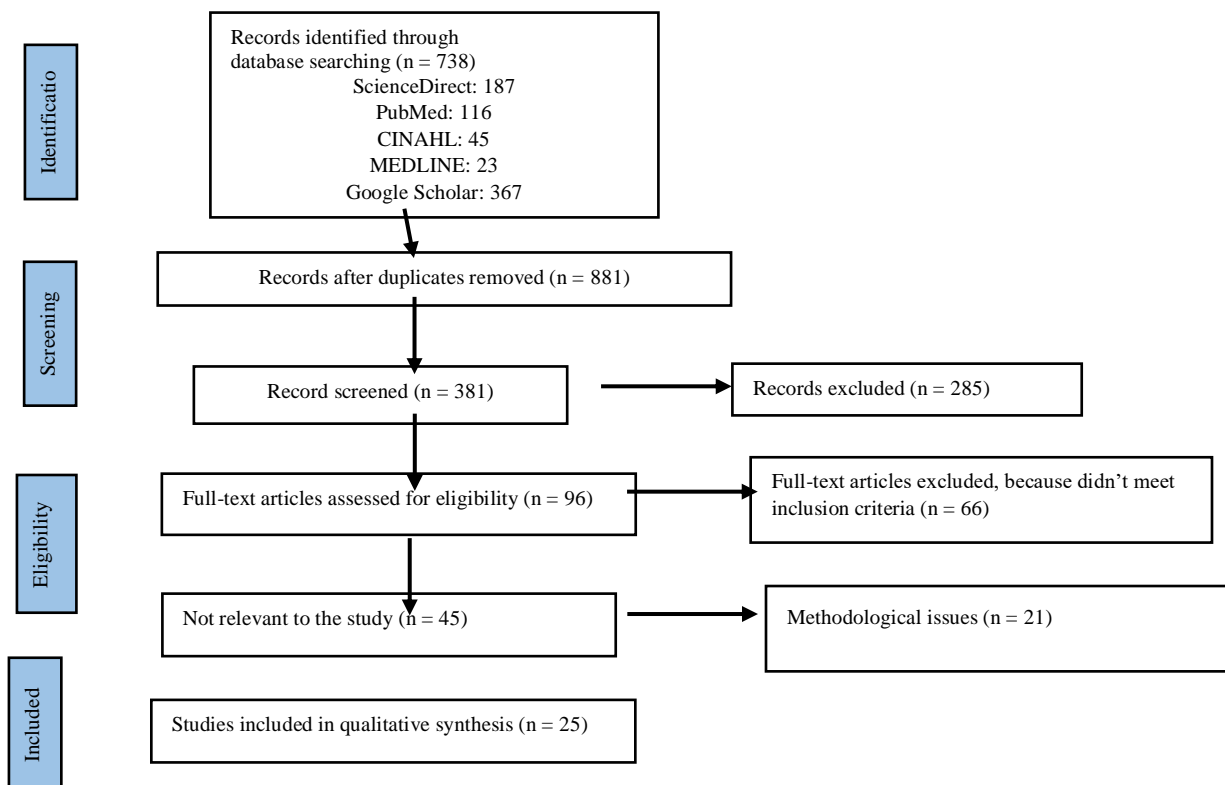 Identificatio
Records identified through
database searching (n = 738)
ScienceDirect: 187
PubMed: 116
CINAHL: 45
MEDLINE: 23
Google Scholar: 367
Screening
Records after duplicates removed (n = 881)
Record screened (n = 381)
Records excluded (n = 285)
Eligibility
Full-text articles assessed for eligibility (n = 96)
Full-text articles excluded, because didn’t meet
inclusion criteria (n = 66)
Not relevant to the study (n = 45)
Methodological issues (n = 21)
Included
Studies included in qualitative synthesis (n = 25)